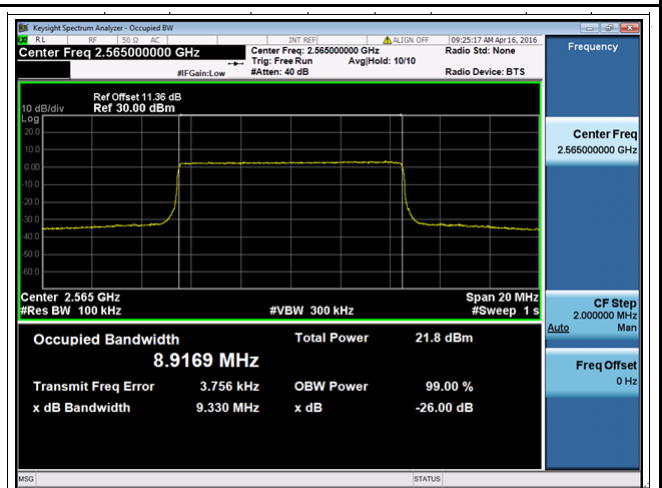 Keysight Spectrum Analyzer - Occupied BW
RL RF 50 Ω AC INT REF ALIGN OFF 09:25:17 AM Apr 16, 2016
Center Freq 2.565000000 GHz
Center Freq: 2.565000000 GHz Radio Std: None
Trig: Free Run Avg|Hold: 10/10
#IFGain:Low #Atten: 40 dB Radio Device: BTS
Frequency
Ref Offset 11.36 dB
10 dB/div Ref 30.00 dBm
Log
20.0
10.0
0.00
-10.0
-20.0
-30.0
-40.0
-50.0
-60.0
Center 2.565 GHz Span 20 MHz
#Res BW 100 kHz #VBW 300 kHz #Sweep 1 s
Occupied Bandwidth Total Power 21.8 dBm
8.9169 MHz
Transmit Freq Error 3.756 kHz OBW Power 99.00 %
x dB Bandwidth 9.330 MHz x dB -26.00 dB
Center Freq
2.565000000 GHz
CF Step
2.000000 MHz
Auto Man
Freq Offset
0 Hz
MSG STATUS